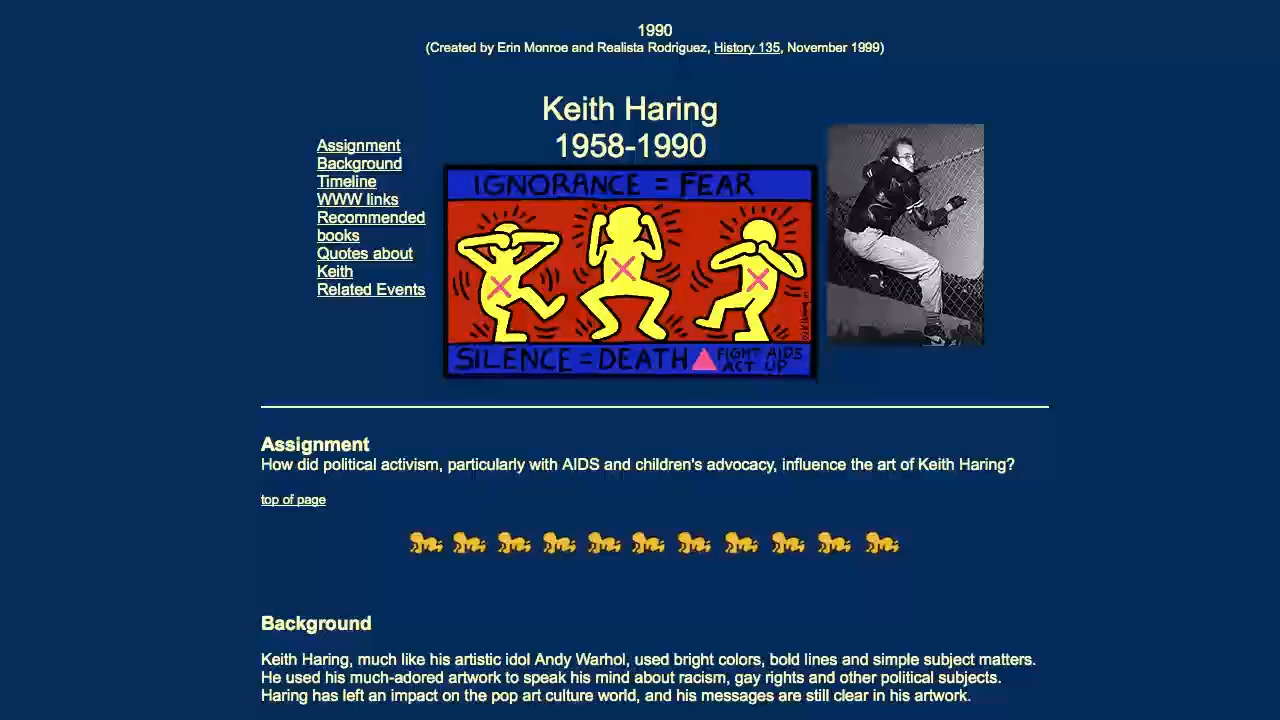 1990
(Created by Erin Monroe and Realista Rodriguez, History 135, November 1999)
Keith Haring
1958-1990
Assignment
Background
Timeline
WWW links
Recommended
books
Quotes about
Keith
Related Events
IGNORANCE = FEAR
SILENCE = DEATH
FIGHT AIDS
ACT UP
Assignment
How did political activism, particularly with AIDS and children's advocacy, influence the art of Keith Haring?
top of page
Background
Keith Haring, much like his artistic idol Andy Warhol, used bright colors, bold lines and simple subject matters.
He used his much-adored artwork to speak his mind about racism, gay rights and other political subjects.
Haring has left an impact on the pop art culture world, and his messages are still clear in his artwork.